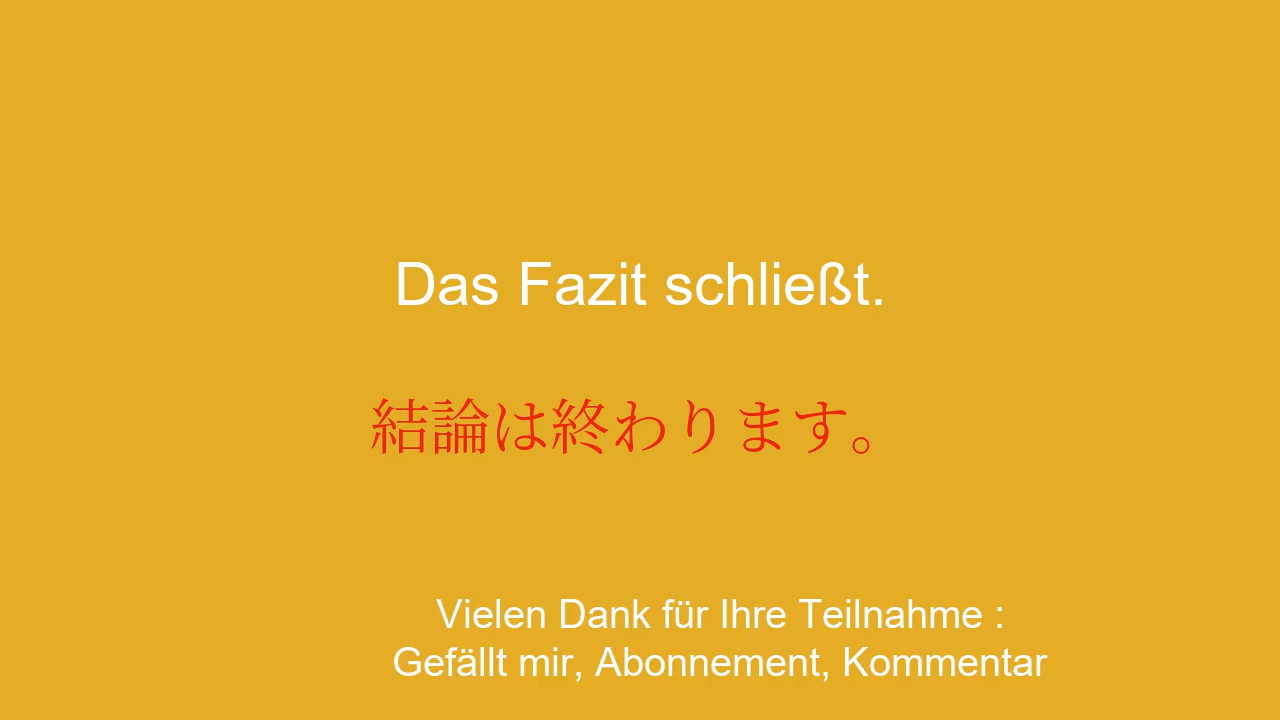 Das Fazit schließt.
結論は終わります。
Vielen Dank für Ihre Teilnahme :
Gefällt mir, Abonnement, Kommentar